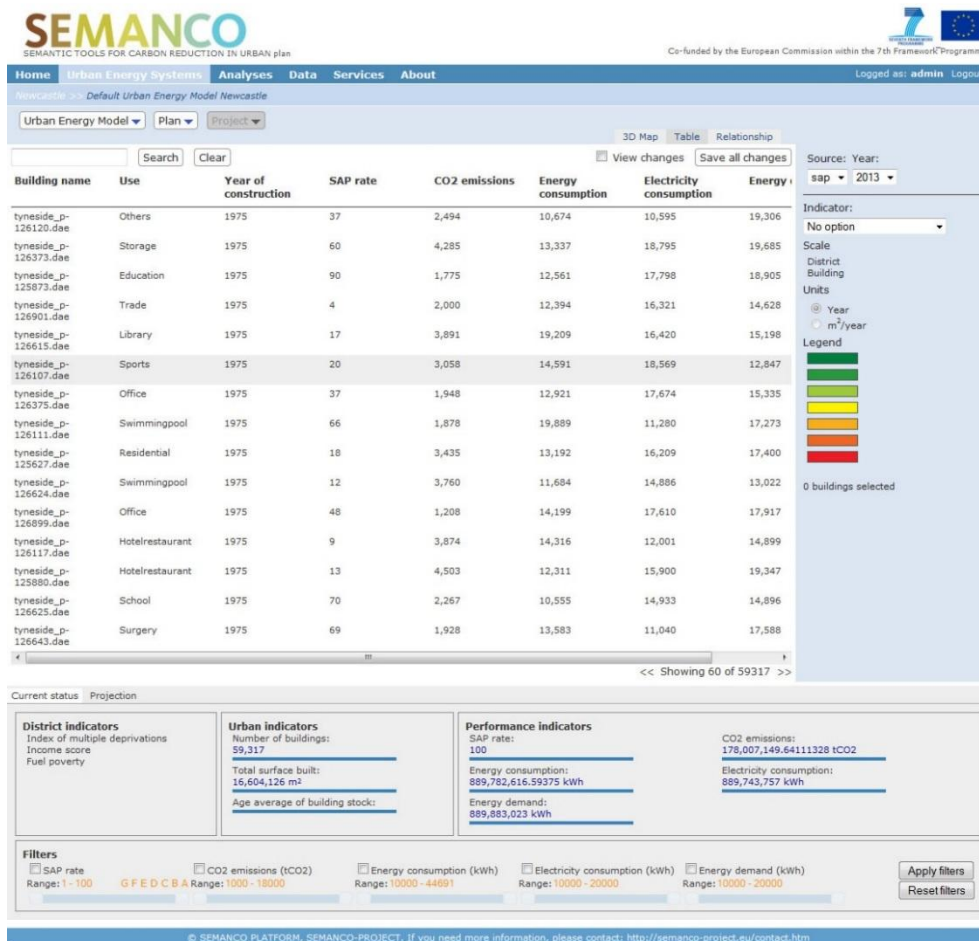 SEMANCO
SEMANTIC TOOLS FOR CARBON REDUCTION IN URBAN plan
SEVENTH FRAMEWORK PROGRAMME
Co-funded by the European Commission within the 7th Framework Programm
Home Urban Energy Systems Analyses Data Services About Logged as: admin Logou
Newcastle >> Default Urban Energy Model Newcastle
Urban Energy Model Plan Project
3D Map Table Relationship
Search Clear View changes Save all changes
Source: Year:
sap 2013
Building name Use Year of construction SAP rate CO2 emissions Energy consumption Electricity consumption Energy
tyneside_p-126120.dae Others 1975 37 2,494 10,674 10,595 19,306
tyneside_p-126373.dae Storage 1975 60 4,285 13,337 18,795 19,685
tyneside_p-125873.dae Education 1975 90 1,775 12,561 17,798 18,905
tyneside_p-126901.dae Trade 1975 4 2,000 12,394 16,321 14,628
tyneside_p-126615.dae Library 1975 17 3,891 19,209 16,420 15,198
tyneside_p-126107.dae Sports 1975 20 3,058 14,591 18,569 12,847
tyneside_p-126375.dae Office 1975 37 1,948 12,921 17,674 15,335
tyneside_p-126111.dae Swimmingpool 1975 66 1,878 19,889 11,280 17,273
tyneside_p-125627.dae Residential 1975 18 3,435 13,192 16,209 17,400
tyneside_p-126624.dae Swimmingpool 1975 12 3,760 11,684 14,886 13,022
tyneside_p-126899.dae Office 1975 48 1,208 14,199 17,610 17,917
tyneside_p-126117.dae Hotelrestaurant 1975 9 3,874 14,316 12,001 14,899
tyneside_p-125880.dae Hotelrestaurant 1975 13 4,503 12,311 15,900 19,347
tyneside_p-126625.dae School 1975 70 2,267 10,555 14,933 14,896
tyneside_p-126643.dae Surgery 1975 69 1,928 13,583 11,040 17,588
<< Showing 60 of 59317 >>
Indicator:
No option
Scale
District
Building
Units
Year
m²/year
Legend
0 buildings selected
Current status Projection
District indicators
Index of multiple deprivations
Income score
Fuel poverty
Urban indicators
Number of buildings:
59,317
Total surface built:
16,604,126 m²
Age average of building stock:
Performance indicators
SAP rate:
100
Energy consumption:
889,782,616.59375 kWh
Energy demand:
889,883,023 kWh
CO2 emissions:
178,007,149.64111328 tCO2
Electricity consumption:
889,743,757 kWh
Filters
SAP rate CO2 emissions (tCO2) Energy consumption (kWh) Electricity consumption (kWh) Energy demand (kWh)
Range: 1 - 100 G F E D C B A Range: 1000 - 18000 Range: 10000 - 44691 Range: 10000 - 20000 Range: 10000 - 20000
Apply filters
Reset filters
© SEMANCO PLATFORM, SEMANCO-PROJECT, If you need more information, please contact: http://semanco-project.eu/contact.htm